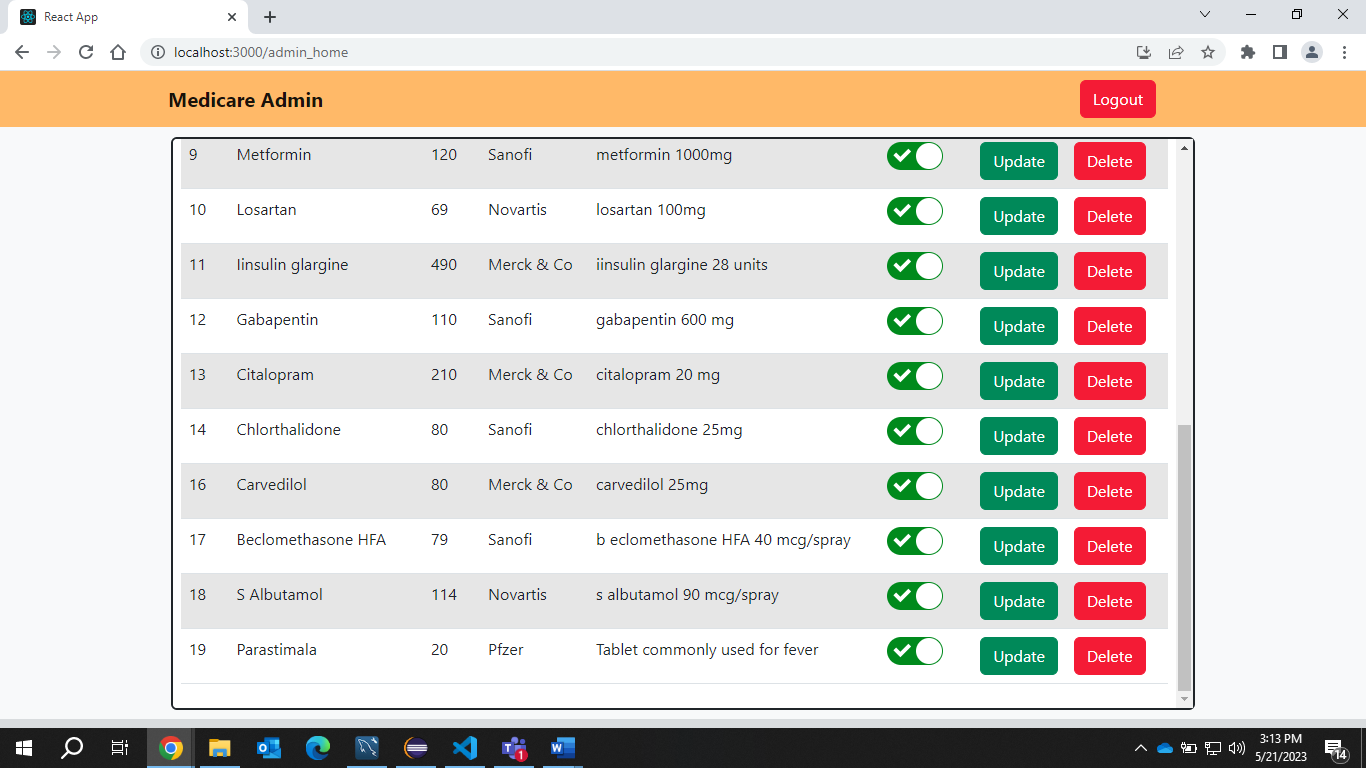 React App
localhost:3000/admin_home
Medicare Admin Logout
9 Metformin 120 Sanofi metformin 1000mg Update Delete
10 Losartan 69 Novartis losartan 100mg Update Delete
11 Iinsulin glargine 490 Merck & Co iinsulin glargine 28 units Update Delete
12 Gabapentin 110 Sanofi gabapentin 600 mg Update Delete
13 Citalopram 210 Merck & Co citalopram 20 mg Update Delete
14 Chlorthalidone 80 Sanofi chlorthalidone 25mg Update Delete
16 Carvedilol 80 Merck & Co carvedilol 25mg Update Delete
17 Beclomethasone HFA 79 Sanofi b eclomethasone HFA 40 mcg/spray Update Delete
18 S Albutamol 114 Novartis s albutamol 90 mcg/spray Update Delete
19 Parastimala 20 Pfzer Tablet commonly used for fever Update Delete
1
W
3:13 PM
5/21/2023
14